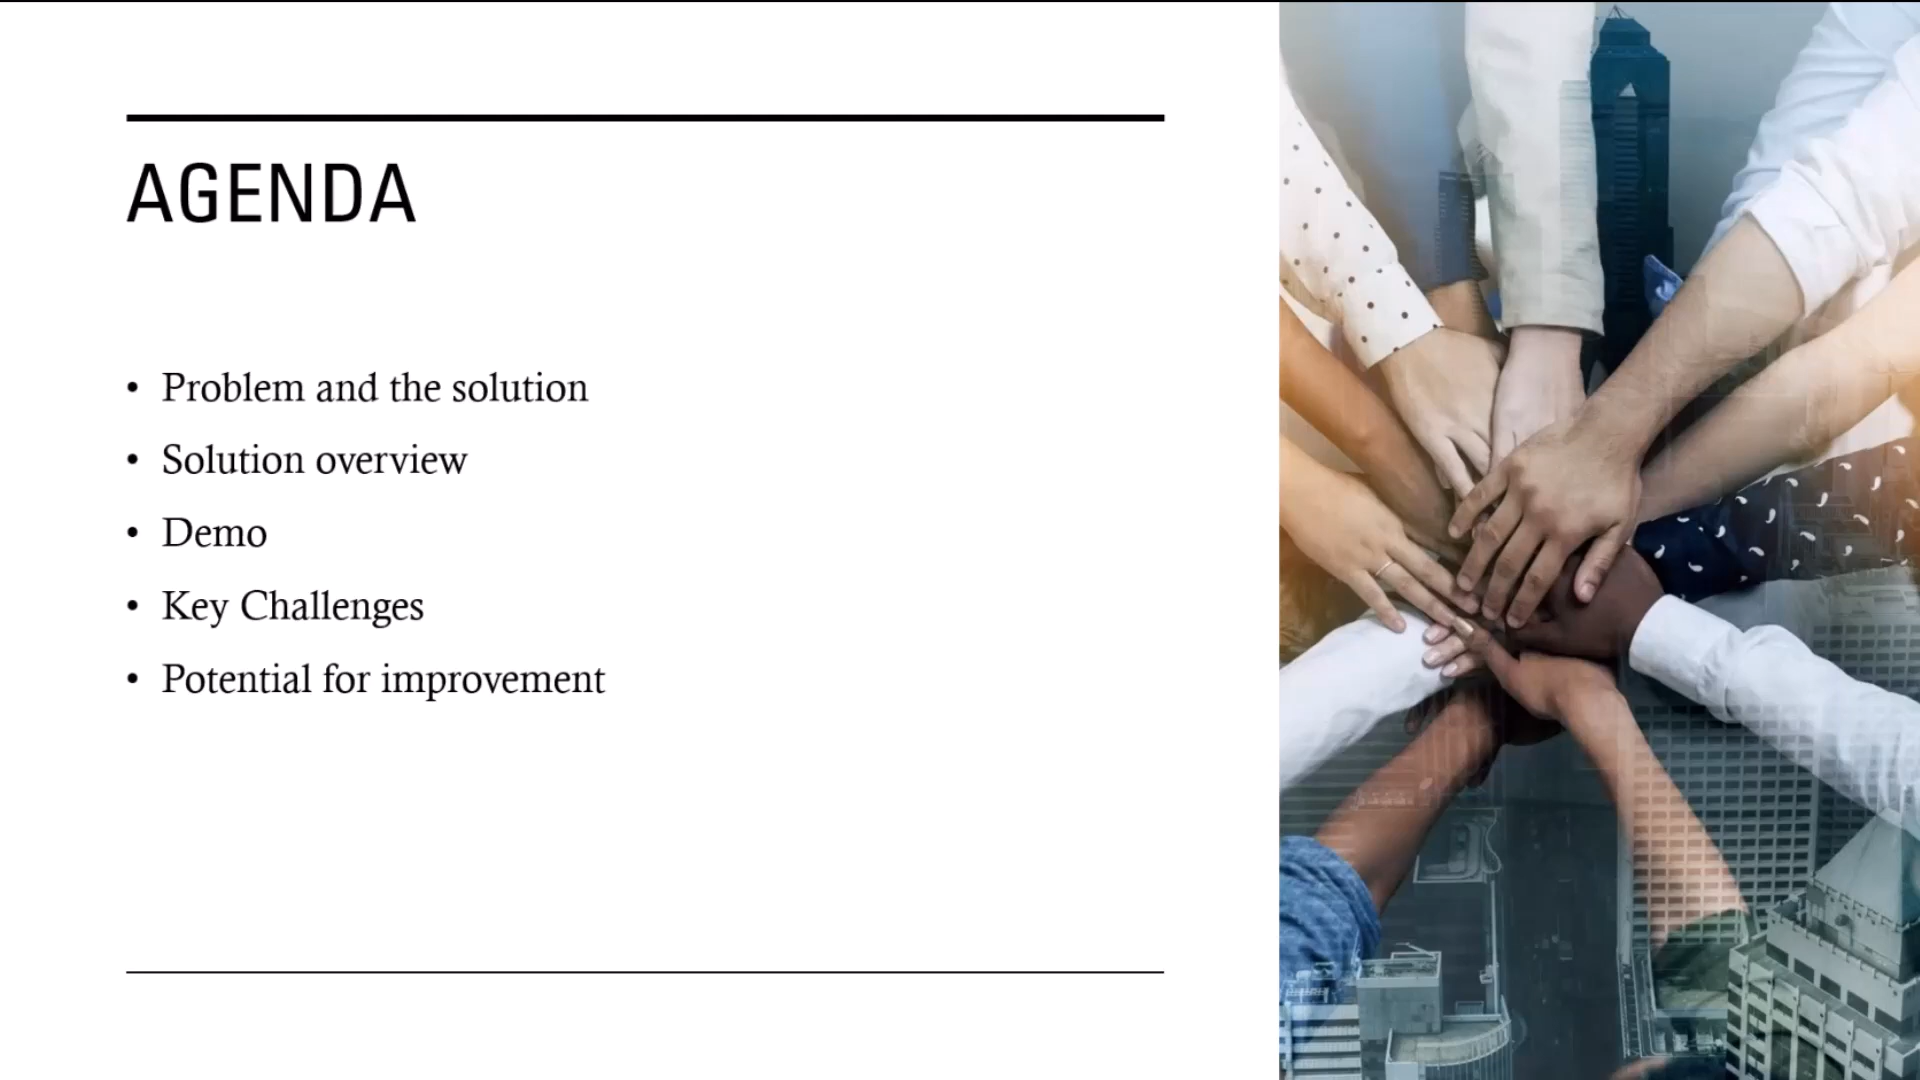 AGENDA
• Problem and the solution
• Solution overview
• Demo
• Key Challenges
• Potential for improvement